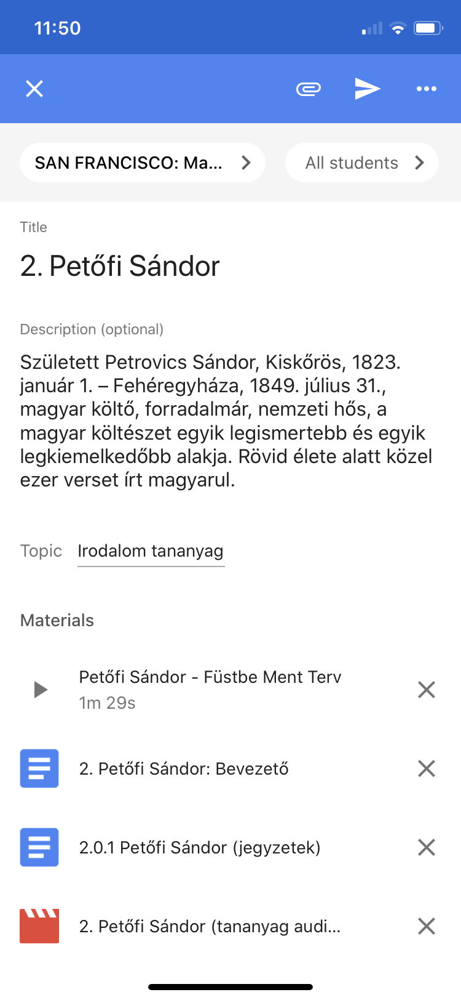 11:50
SAN FRANCISCO: Ma...
All students
Title
2. Petőfi Sándor
Description (optional)
Született Petrovics Sándor, Kiskőrös, 1823.
január 1. – Fehéregyháza, 1849. július 31.,
magyar költő, forradalmár, nemzeti hős, a
magyar költészet egyik legismertebb és egyik
legkiemelkedőbb alakja. Rövid élete alatt közel
ezer verset írt magyarul.
Topic Irodalom tananyag
Materials
Petőfi Sándor - Füstbe Ment Terv
1m 29s
2. Petőfi Sándor: Bevezető
2.0.1 Petőfi Sándor (jegyzetek)
2. Petőfi Sándor (tananyag audi...